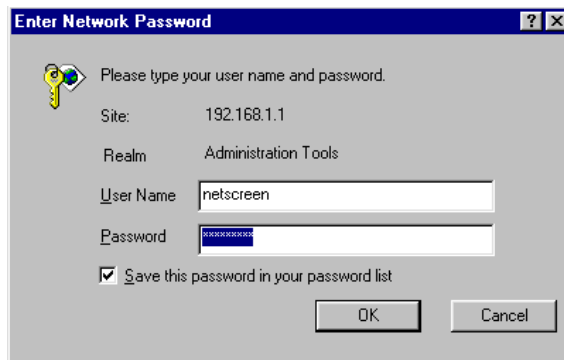 Enter Network Password
Please type your user name and password.
Site: 192.168.1.1
Realm Administration Tools
User Name netscreen
Password *********
Save this password in your password list
OK Cancel